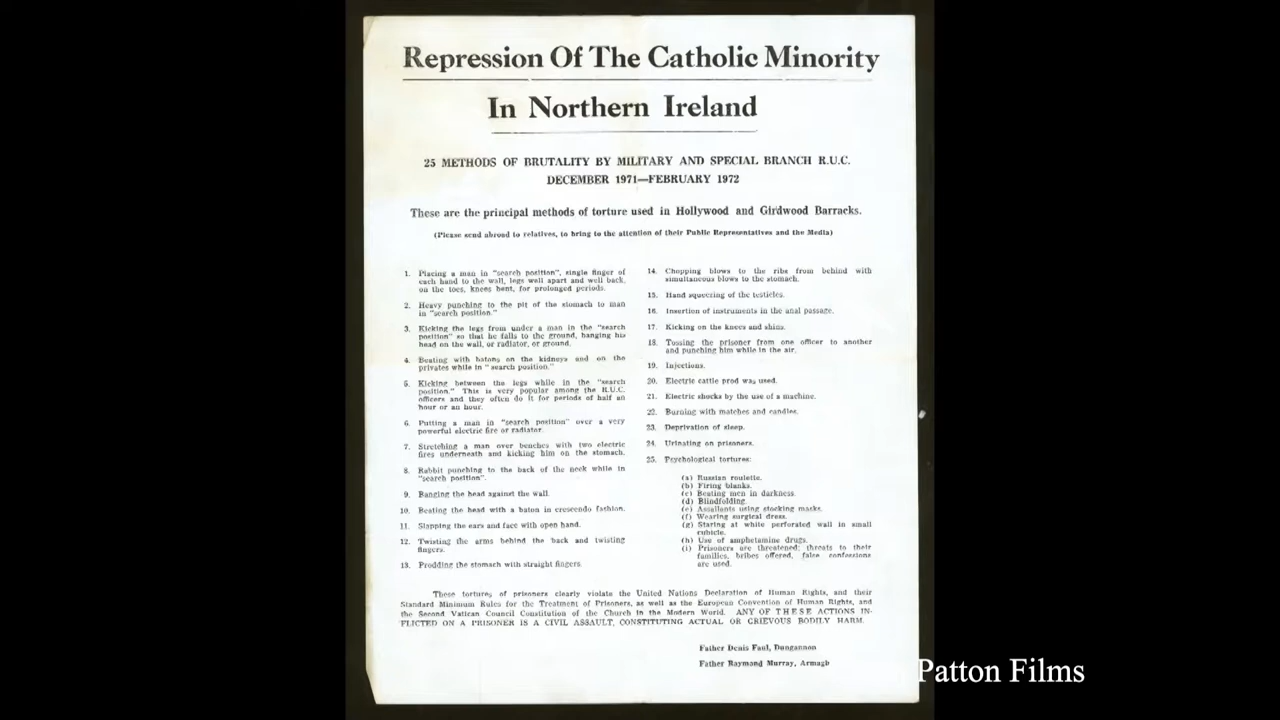 Repression Of The Catholic Minority
In Northern Ireland
25 METHODS OF BRUTALITY BY MILITARY AND SPECIAL BRANCH R.U.C.
DECEMBER 1971—FEBRUARY 1972
These are the principal methods of torture used in Hollywood and Girdwood Barracks.
(Please send abroad to relatives, to bring to the attention of their Public Representatives and the Media)
1. Placing a man in "search position", single finger of
each hand to the wall, legs well apart and well back,
on the toes, knees bent, for prolonged periods.
2. Heavy punching to the pit of the stomach to man
in "search position."
3. Kicking the legs from under a man in the "search
position" so that he falls to the ground, banging his
head on the wall, or radiator, or ground.
4. Beating with batons on the kidneys and on the
privates while in "search position."
5. Kicking between the legs while in the "search
position." This is very popular among the R.U.C.
officers and they often do it for periods of half an
hour or an hour.
6. Putting a man in "search position" over a very
powerful electric fire or radiator.
7. Stretching a man over benches with two electric
fires underneath and kicking him on the stomach.
8. Rabbit punching to the back of the neck while in
"search position".
9. Banging the head against the wall.
10. Beating the head with a baton in crescendo fashion.
11. Slapping the ears and face with open hand.
12. Twisting the arms behind the back and twisting
fingers.
13. Prodding the stomach with straight fingers.
14. Chopping blows to the ribs from behind with
simultaneous blows to the stomach.
15. Hand squeezing of the testicles.
16. Insertion of instruments in the anal passage.
17. Kicking on the knees and shins.
18. Tossing the prisoner from one officer to another
and punching him while in the air.
19. Injections.
20. Electric cattle prod was used.
21. Electric shocks by the use of a machine.
22. Burning with matches and candles.
23. Deprivation of sleep.
24. Urinating on prisoners.
25. Psychological tortures:
(a) Russian roulette.
(b) Firing blanks.
(c) Beating men in darkness.
(d) Blindfolding.
(e) Assailants using stocking masks.
(f) Wearing surgical dress.
(g) Staring at white perforated wall in small
cubicle.
(h) Use of amphetamine drugs.
(i) Prisoners are threatened; threats to their
families, bribes offered, false confessions
are used.
These tortures of prisoners clearly violate the United Nations Declaration of Human Rights, and their
Standard Minimum Rules for the Treatment of Prisoners, as well as the European Convention of Human Rights, and
the Second Vatican Council Constitution of the Church in the Modern World. ANY OF THESE ACTIONS IN-
FLICTED ON A PRISONER IS A CIVIL ASSAULT, CONSTITUTING ACTUAL OR GRIEVOUS BODILY HARM.
Father Denis Faul, Dungannon
Father Raymond Murray, Armagh
Patton Films